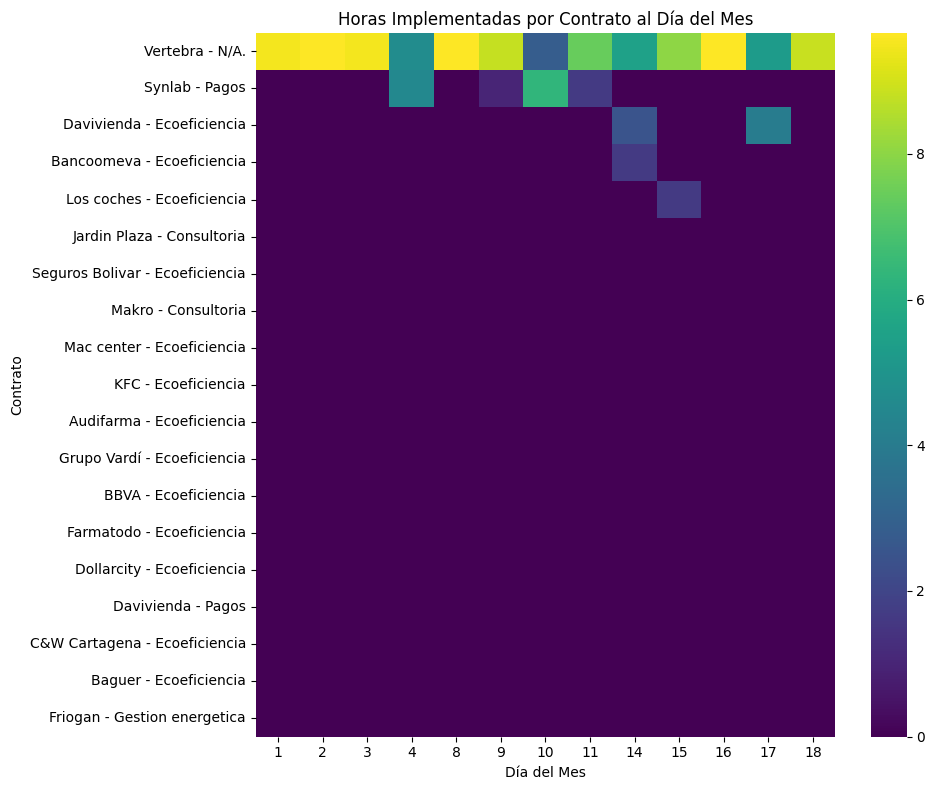 Horas Implementadas por Contrato al Día del Mes
Vertebra - N/A.
Synlab - Pagos
Davivienda - Ecoeficiencia
Bancoomeva - Ecoeficiencia
Los coches - Ecoeficiencia
Jardin Plaza - Consultoria
Seguros Bolivar - Ecoeficiencia
Makro - Consultoria
Mac center - Ecoeficiencia
KFC - Ecoeficiencia
Audifarma - Ecoeficiencia
Grupo Vardí - Ecoeficiencia
BBVA - Ecoeficiencia
Farmatodo - Ecoeficiencia
Dollarcity - Ecoeficiencia
Davivienda - Pagos
C&W Cartagena - Ecoeficiencia
Baguer - Ecoeficiencia
Friogan - Gestion energetica
Contrato
1 2 3 4 8 9 10 11 14 15 16 17 18
Día del Mes
8
6
4
2
0